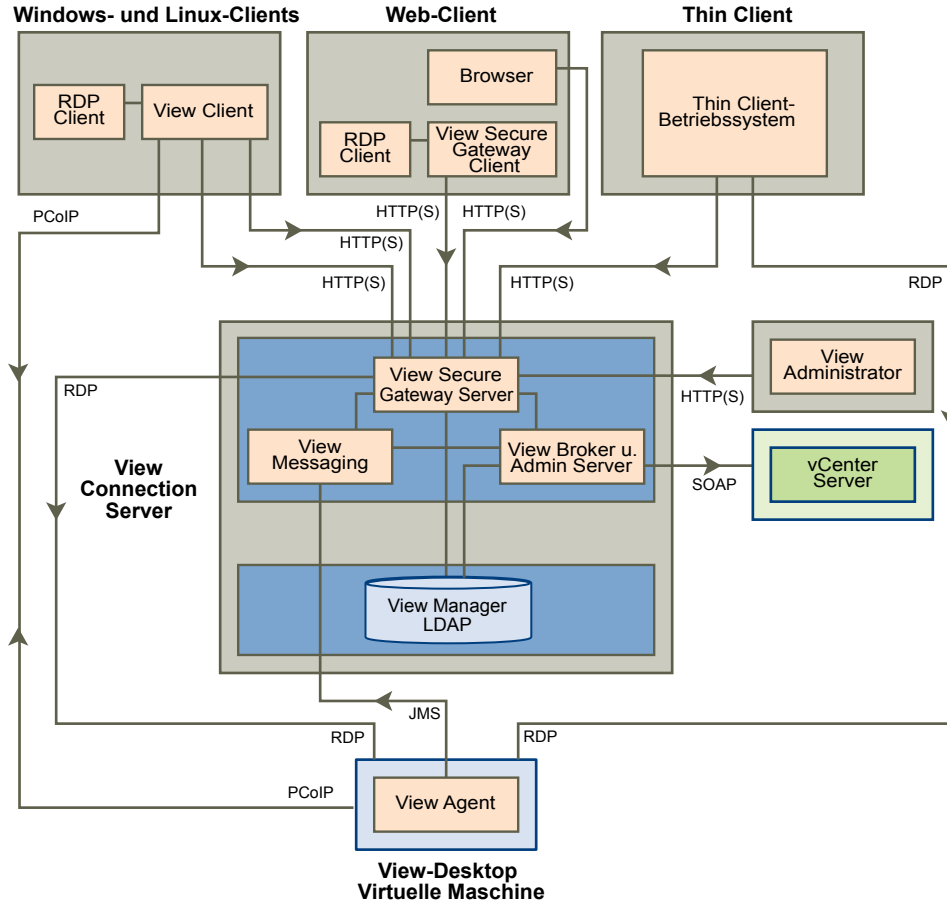 Windows- und Linux-Clients
Web-Client
Thin Client
RDP
Client
View Client
Browser
RDP
Client
View Secure
Gateway
Client
Thin Client-
Betriebssystem
PCoIP
HTTP(S)
HTTP(S)
HTTP(S)
HTTP(S)
HTTP(S)
RDP
View Secure
Gateway Server
View
Administrator
RDP
HTTP(S)
View
Messaging
View Broker u.
Admin Server
vCenter
Server
SOAP
View
Connection
Server
View Manager
LDAP
JMS
RDP
RDP
PCoIP
View Agent
View-Desktop
Virtuelle Maschine